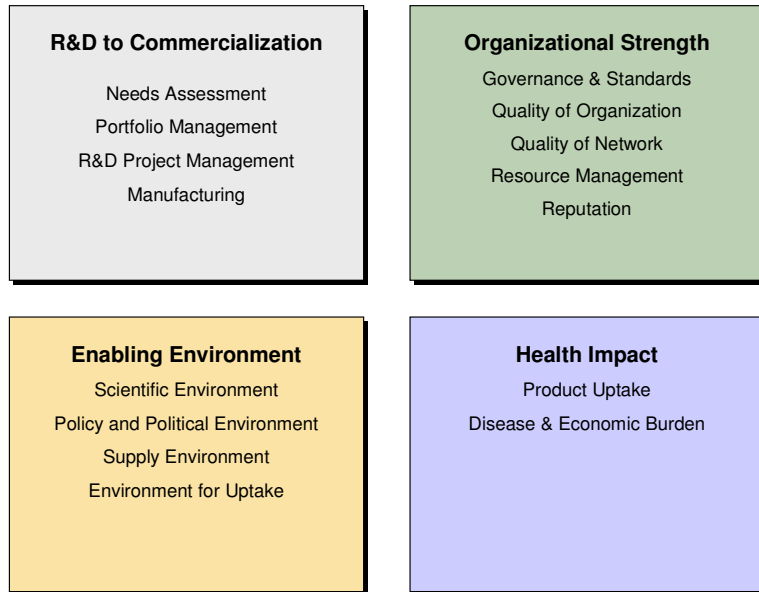 R&D to Commercialization
Needs Assessment
Portfolio Management
R&D Project Management
Manufacturing
Organizational Strength
Governance & Standards
Quality of Organization
Quality of Network
Resource Management
Reputation
Enabling Environment
Scientific Environment
Policy and Political Environment
Supply Environment
Environment for Uptake
Health Impact
Product Uptake
Disease & Economic Burden